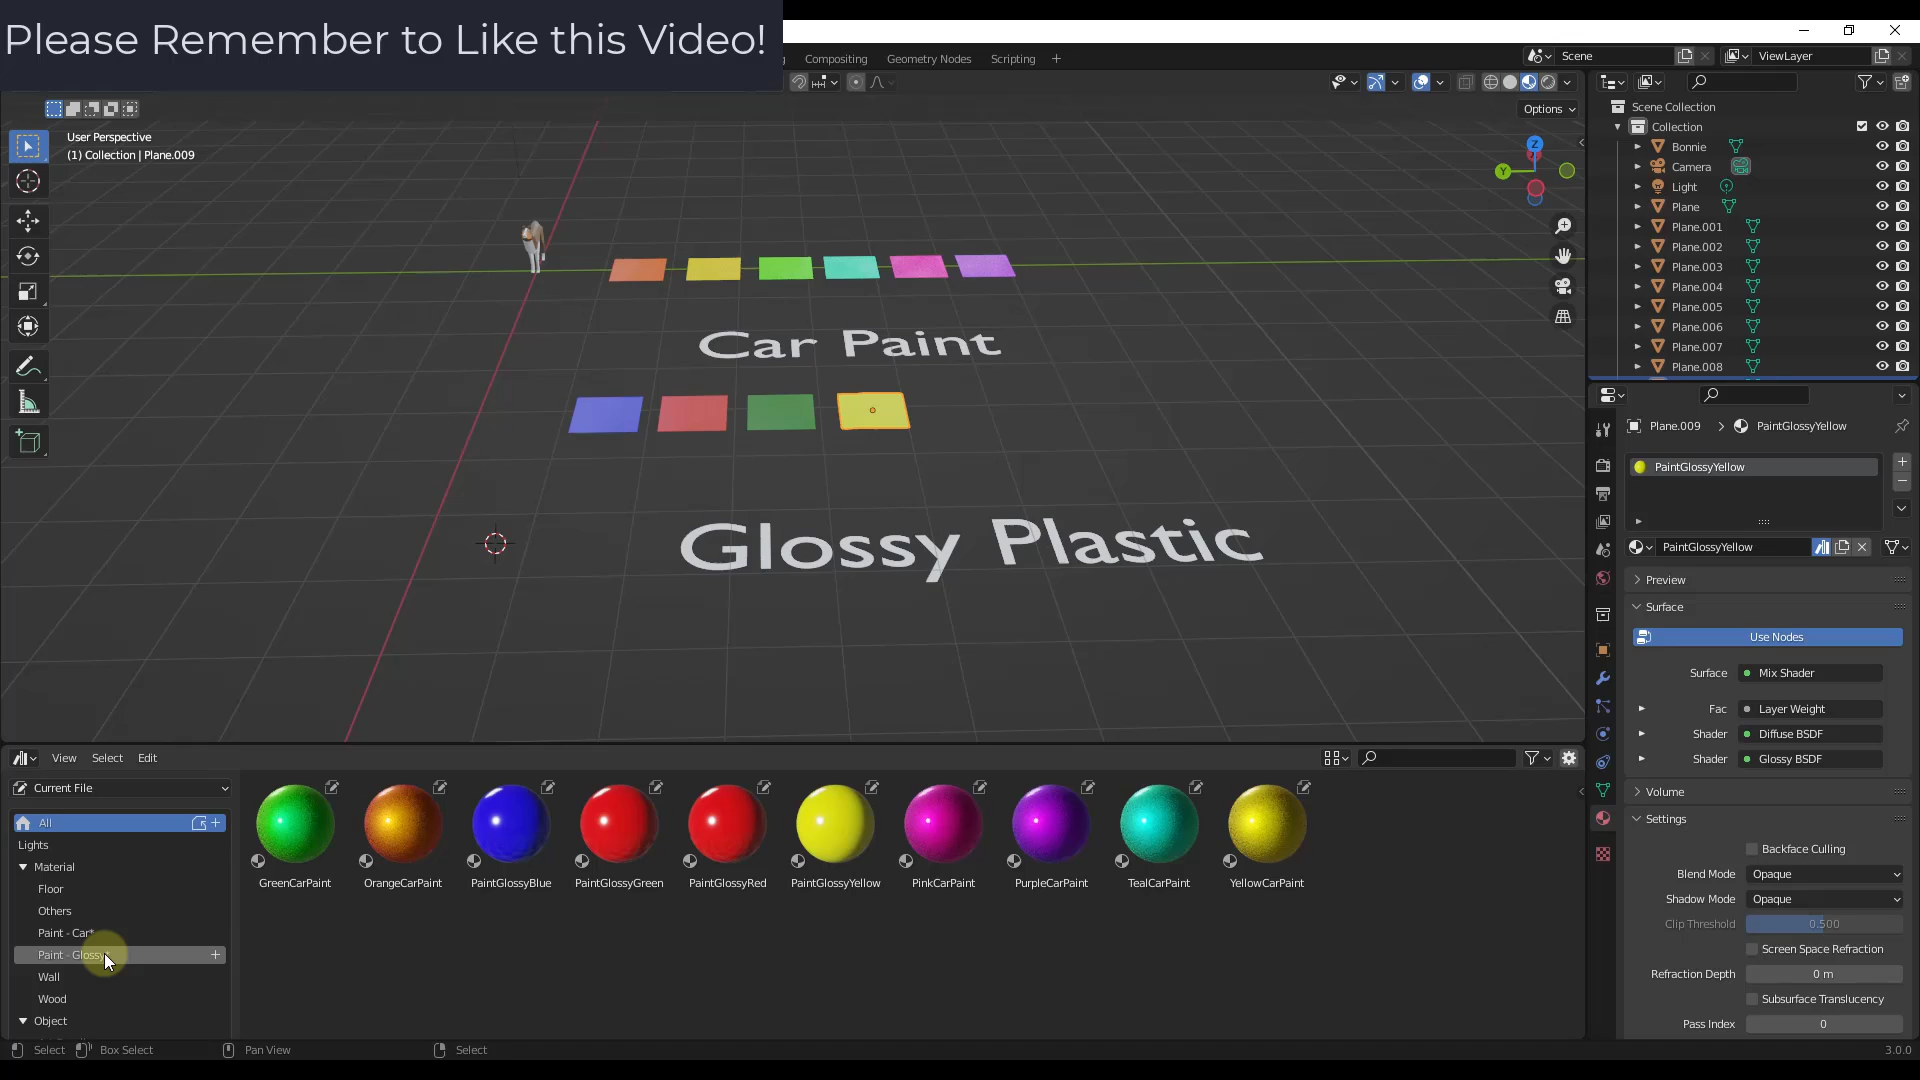 Please Remember to Like this Video!
Compositing
Geometry Nodes
Scripting
Scene
ViewLayer
Options
User Perspective
(1) Collection | Plane.009
Z
Y
Car Paint
Glossy Plastic
Scene Collection
Collection
Bonnie
Camera
Light
Plane
Plane.001
Plane.002
Plane.003
Plane.004
Plane.005
Plane.006
Plane.007
Plane.008
Plane.009
PaintGlossyYellow
PaintGlossyYellow
PaintGlossyYellow
Preview
Surface
Use Nodes
Surface
Mix Shader
Fac
Layer Weight
Shader
Diffuse BSDF
Shader
Glossy BSDF
Volume
Settings
Backface Culling
Blend Mode
Opaque
Shadow Mode
Opaque
Clip Threshold
0.500
Screen Space Refraction
Refraction Depth
0 m
Subsurface Translucency
Pass Index
0
View
Select
Edit
Current File
All
Lights
Material
Floor
Others
Paint - Car*
Paint - Glossy
Wall
Wood
Object
GreenCarPaint
OrangeCarPaint
PaintGlossyBlue
PaintGlossyGreen
PaintGlossyRed
PaintGlossyYellow
PinkCarPaint
PurpleCarPaint
TealCarPaint
YellowCarPaint
Select
Box Select
Pan View
Select
3.0.0